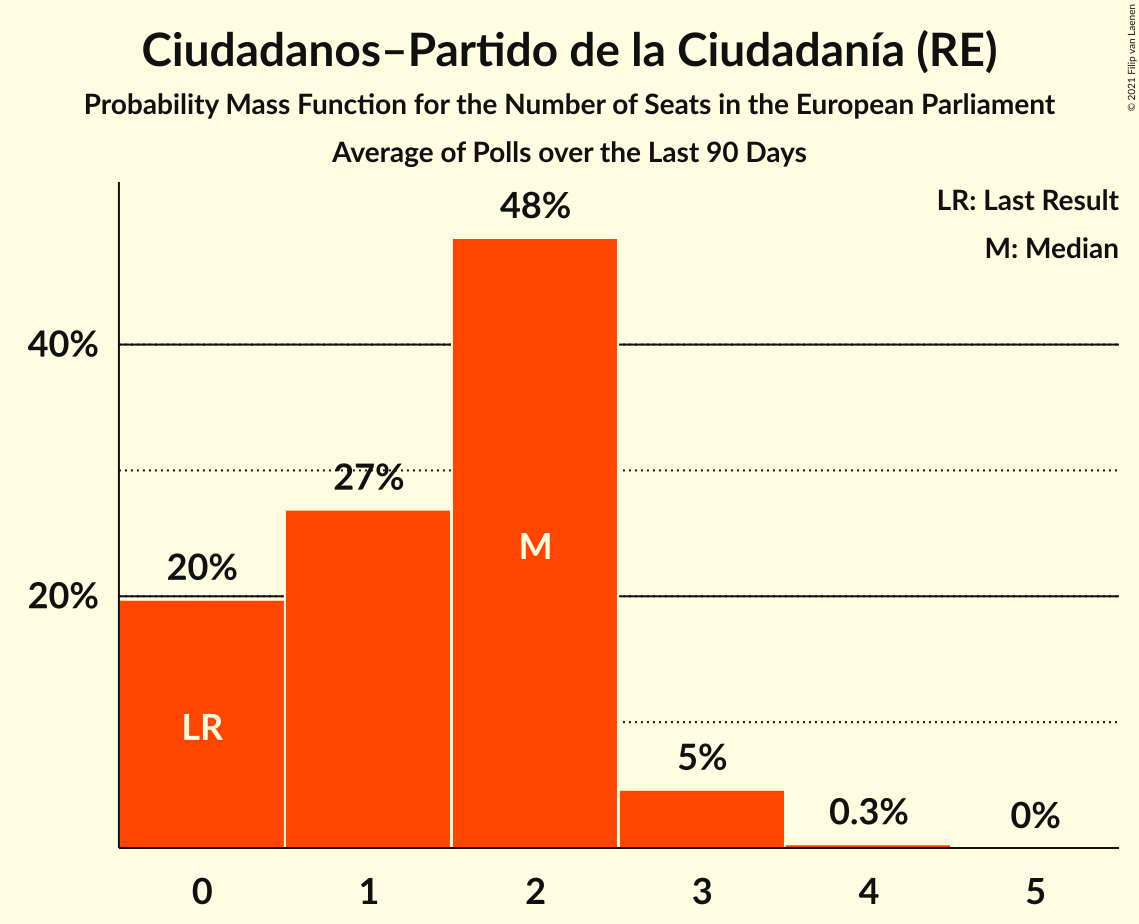 Ciudadanos–Partido de la Ciudadanía (RE)
Probability Mass Function for the Number of Seats in the European Parliament
Average of Polls over the Last 90 Days
© 2021 Filip van Laenen
LR: Last Result
M: Median
48%
40%
27%
M
20%
20%
LR
5%
0.3%
0%
0 1 2 3 4 5